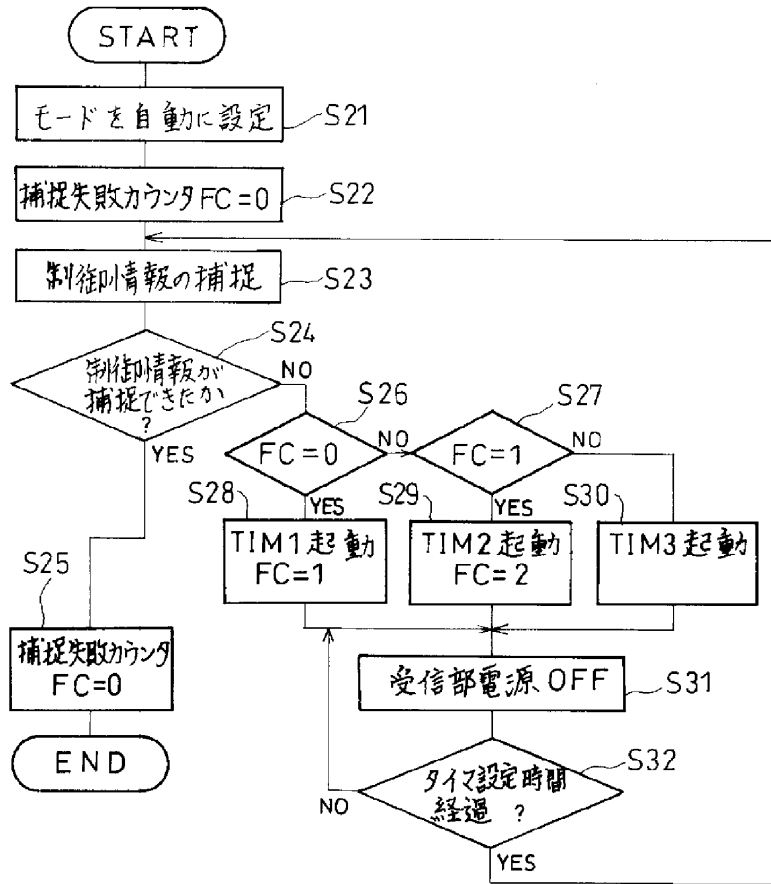 START
モードを自動に設定
S21
捕捉失敗カウンタFC=0
S22
制御情報の捕捉
S23
S24
制御情報が
捕捉できたか
?
NO
YES
S26
FC=0
NO
YES
S27
FC=1
NO
YES
S28
TIM1起動
FC=1
S29
TIM2起動
FC=2
S30
TIM3起動
S25
捕捉失敗カウンタ
FC=0
END
受信部電源OFF
S31
S32
タイマ設定時間
経過 ?
NO
YES